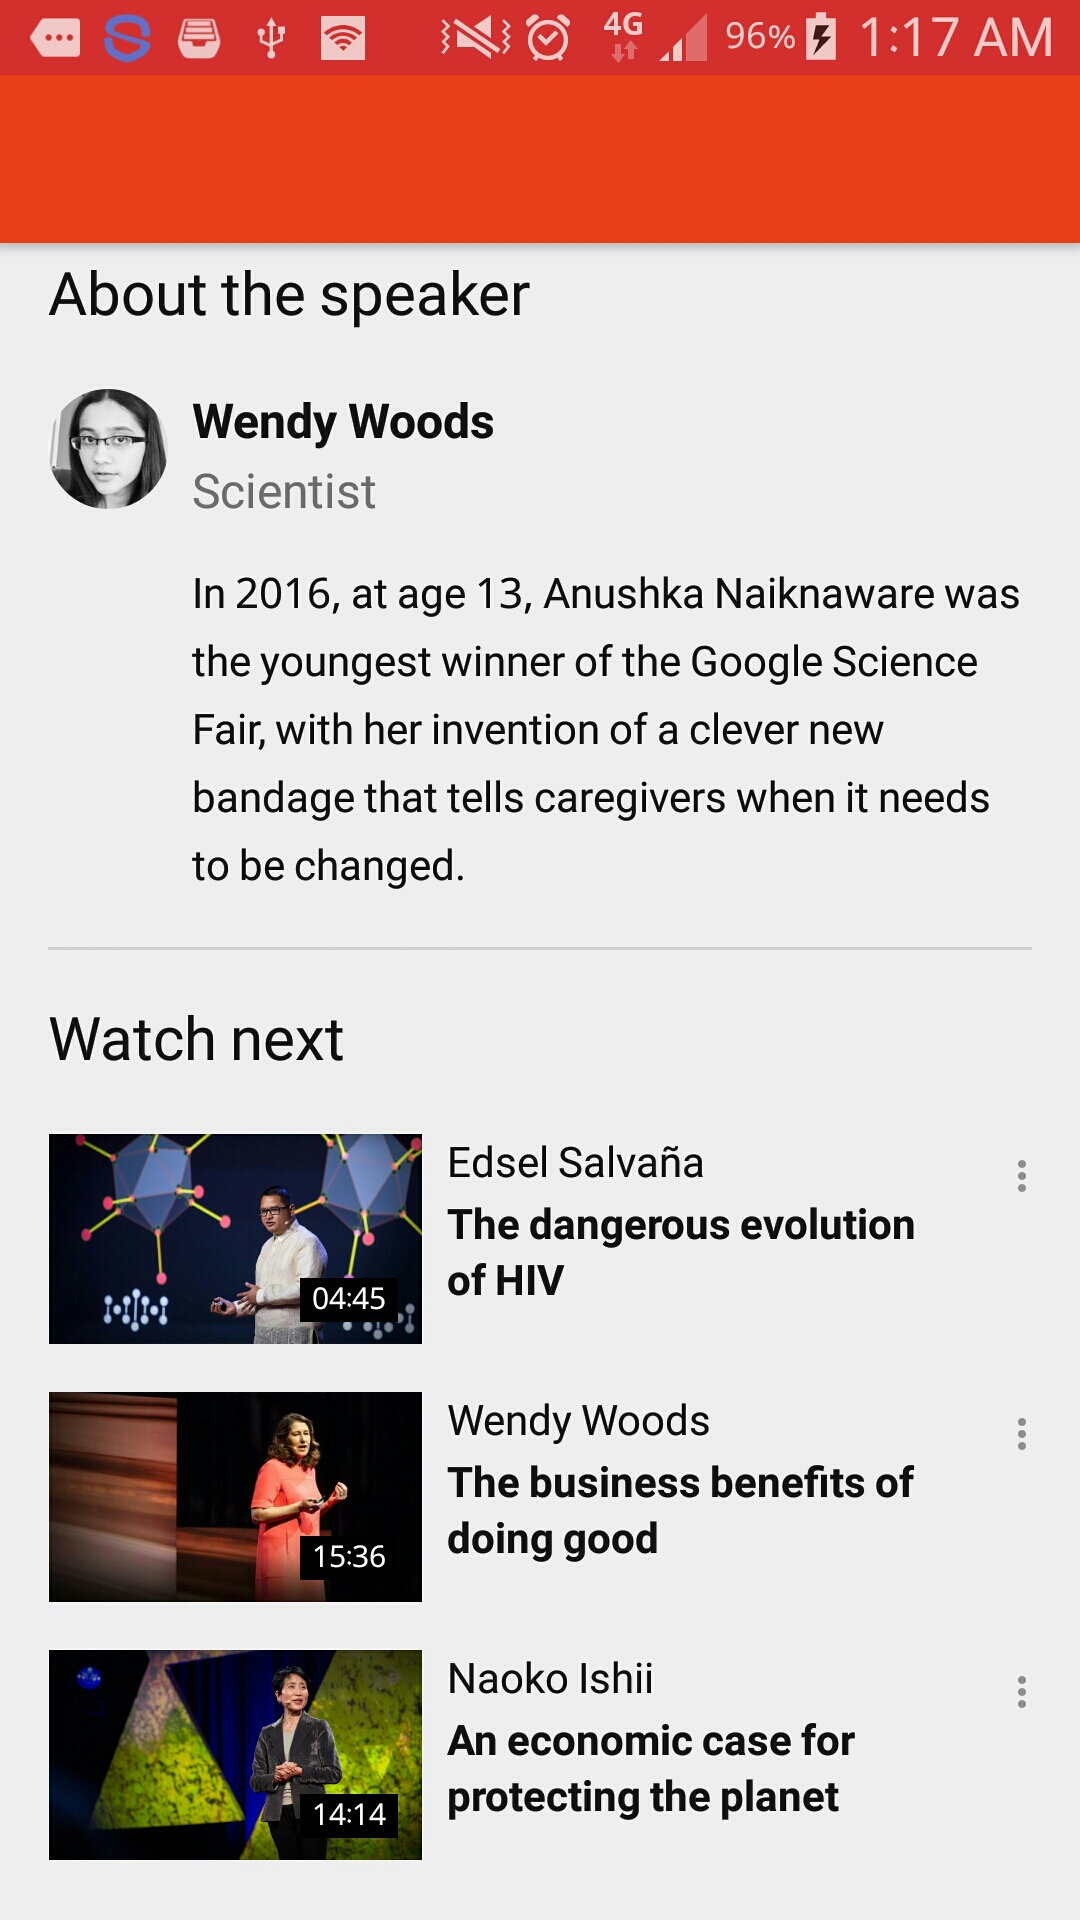 4G 96% 1:17 AM
About the speaker
Wendy Woods
Scientist
In 2016, at age 13, Anushka Naiknaware was
the youngest winner of the Google Science
Fair, with her invention of a clever new
bandage that tells caregivers when it needs
to be changed.
Watch next
Edsel Salvaña
The dangerous evolution
of HIV
04:45
Wendy Woods
The business benefits of
doing good
15:36
Naoko Ishii
An economic case for
protecting the planet
14:14